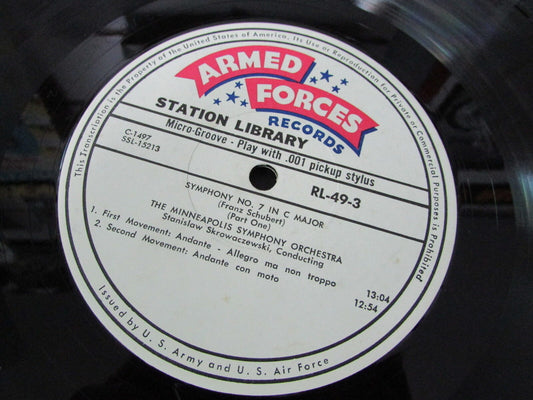 This Transcription is the Property of the United States of America. Its Use or Reproduction for Private or Commercial Purposes is Prohibited
ARMED
FORCES
RECORDS
STATION LIBRARY
Micro-Groove - Play with .001 pickup stylus
C-1497
SSL-15213
RL-49-3
SYMPHONY NO. 7 IN C MAJOR
(Franz Schubert)
(Part One)
THE MINNEAPOLIS SYMPHONY ORCHESTRA
Stanislaw Skrowaczewski, Conducting
1. First Movement: Andante - Allegro ma non troppo 13:04
2. Second Movement: Andante con moto 12:54
Issued by U. S. Army and U. S. Air Force